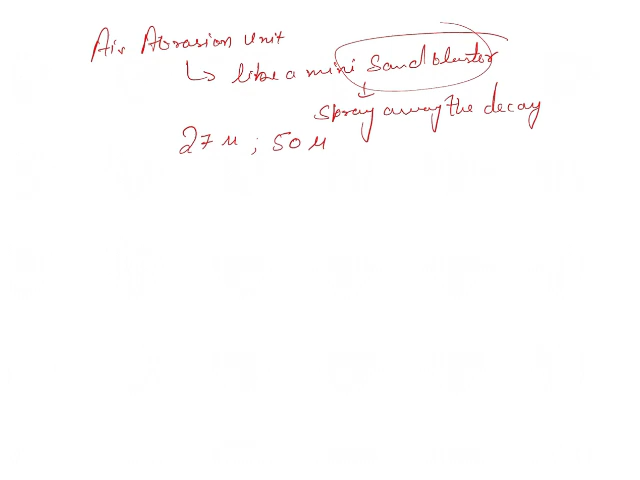 Air Abrasion Unit
↳ like a mini Sandblaster
↓
Spray away the decay
27 μ ; 50 μ